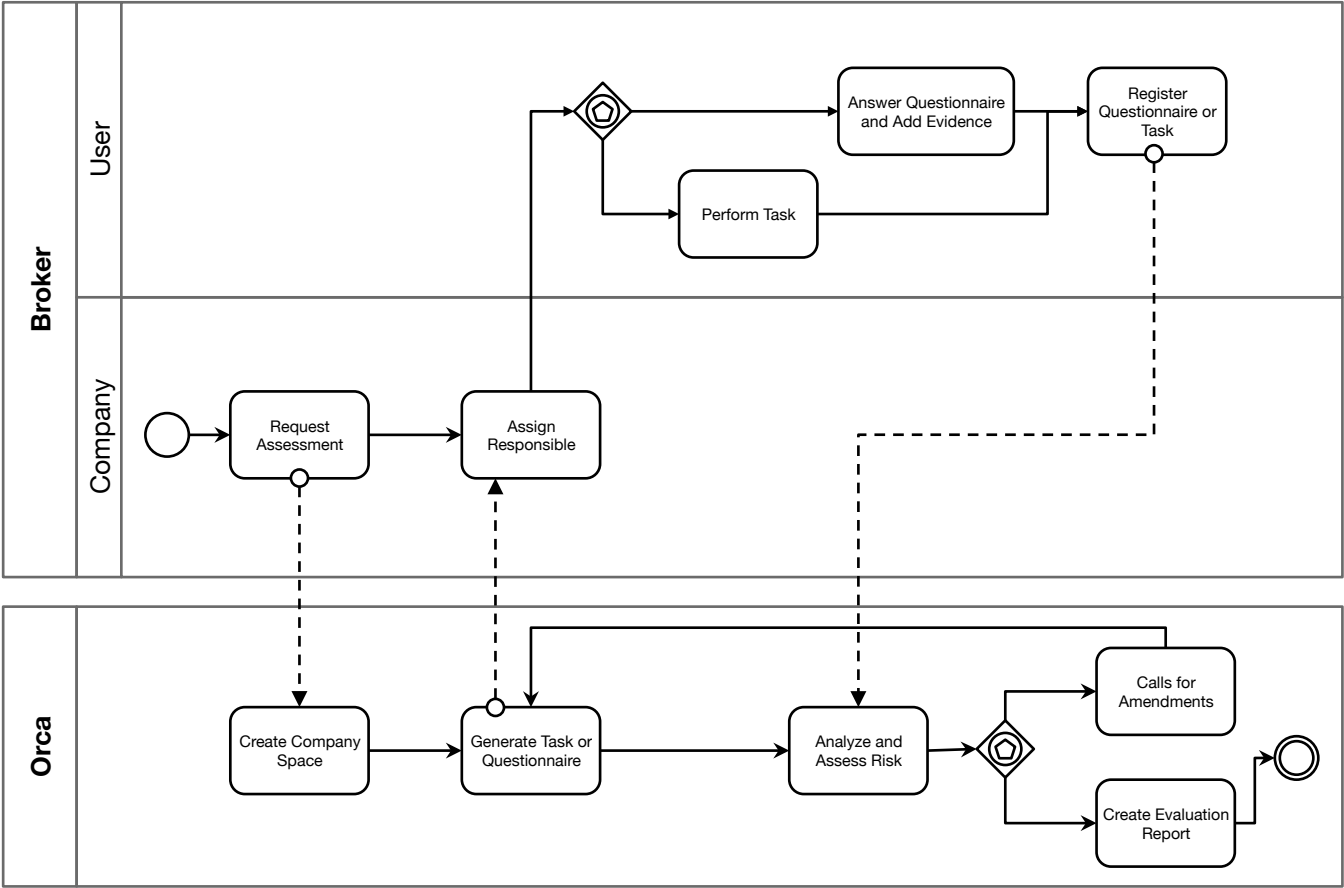 Broker
User
Answer Questionnaire
and Add Evidence
Register
Questionnaire or
Task
Perform Task
Company
Request
Assessment
Assign
Responsible
Orca
Create Company
Space
Generate Task or
Questionnaire
Analyze and
Assess Risk
Calls for
Amendments
Create Evaluation
Report